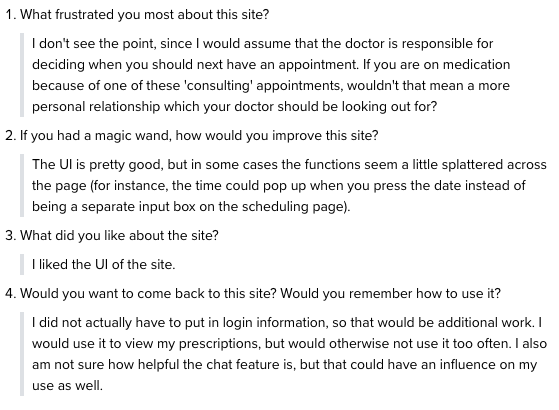 1. What frustrated you most about this site?
I don't see the point, since I would assume that the doctor is responsible for
deciding when you should next have an appointment. If you are on medication
because of one of these 'consulting' appointments, wouldn't that mean a more
personal relationship which your doctor should be looking out for?
2. If you had a magic wand, how would you improve this site?
The UI is pretty good, but in some cases the functions seem a little splattered across
the page (for instance, the time could pop up when you press the date instead of
being a separate input box on the scheduling page).
3. What did you like about the site?
I liked the UI of the site.
4. Would you want to come back to this site? Would you remember how to use it?
I did not actually have to put in login information, so that would be additional work. I
would use it to view my prescriptions, but would otherwise not use it too often. I also
am not sure how helpful the chat feature is, but that could have an influence on my
use as well.